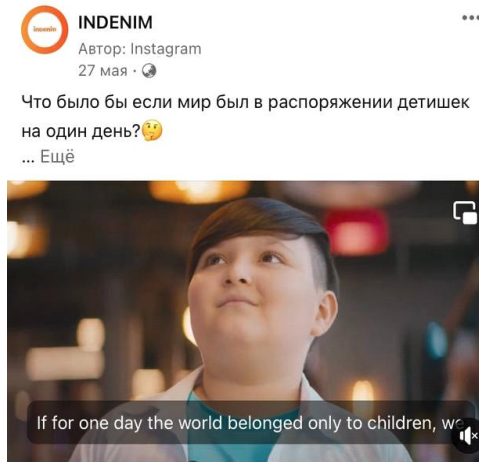 indenim
INDENIM
Автор: Instagram
27 мая ·
Что было бы если мир был в распоряжении детишек
на один день?🤔
... Ещё
If for one day the world belonged only to children, we